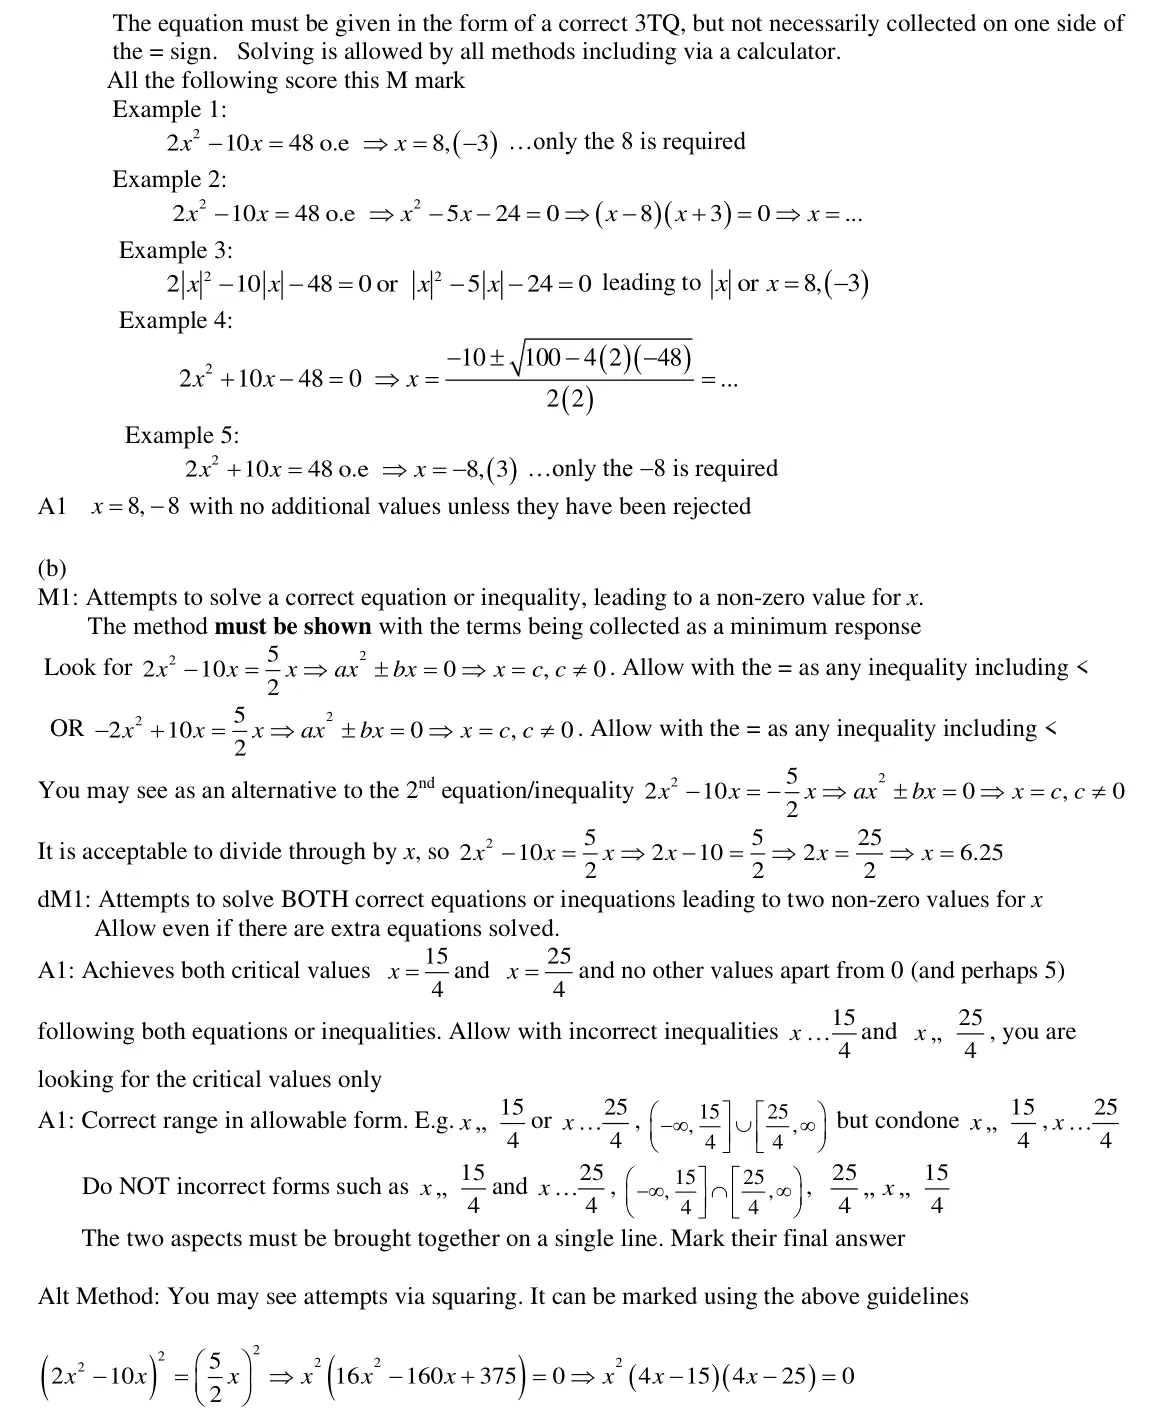 The equation must be given in the form of a correct 3TQ, but not necessarily collected on one side of
the = sign. Solving is allowed by all methods including via a calculator.
All the following score this M mark
Example 1:
2x² −10x = 48 o.e ⇒ x = 8, (−3) …only the 8 is required
Example 2:
2x² −10x = 48 o.e ⇒ x² −5x − 24 = 0 ⇒ (x−8)(x+3) = 0 ⇒ x = ...
Example 3:
2|x|² −10|x| − 48 = 0 or |x|² −5|x| − 24 = 0 leading to |x| or x = 8, (−3)
Example 4:
2x² +10x − 48 = 0 ⇒ x = (−10 ± √(100 − 4(2)(−48))) / (2(2)) = ...
Example 5:
2x² +10x = 48 o.e ⇒ x = −8, (3) …only the −8 is required
A1 x = 8, −8 with no additional values unless they have been rejected
(b)
M1: Attempts to solve a correct equation or inequality, leading to a non-zero value for x.
The method must be shown with the terms being collected as a minimum response
Look for 2x² −10x = 5/2 x ⇒ ax² ± bx = 0 ⇒ x = c, c ≠ 0. Allow with the = as any inequality including <
OR −2x² +10x = 5/2 x ⇒ ax² ± bx = 0 ⇒ x = c, c ≠ 0. Allow with the = as any inequality including <
You may see as an alternative to the 2nd equation/inequality 2x² −10x = −5/2 x ⇒ ax² ± bx = 0 ⇒ x = c, c ≠ 0
It is acceptable to divide through by x, so 2x² −10x = 5/2 x ⇒ 2x −10 = 5/2 ⇒ 2x = 25/2 ⇒ x = 6.25
dM1: Attempts to solve BOTH correct equations or inequations leading to two non-zero values for x
Allow even if there are extra equations solved.
A1: Achieves both critical values x = 15/4 and x = 25/4 and no other values apart from 0 (and perhaps 5)
following both equations or inequalities. Allow with incorrect inequalities x … 15/4 and x ,, 25/4, you are
looking for the critical values only
A1: Correct range in allowable form. E.g. x ,, 15/4 or x … 25/4, (−∞, 15/4] ∪ [25/4, ∞) but condone x ,, 15/4, x … 25/4
Do NOT incorrect forms such as x ,, 15/4 and x … 25/4, (−∞, 15/4] ∩ [25/4, ∞), 25/4 ,, x ,, 15/4
The two aspects must be brought together on a single line. Mark their final answer
Alt Method: You may see attempts via squaring. It can be marked using the above guidelines
(2x² −10x)² = (5/2 x)² ⇒ x²(16x² −160x + 375) = 0 ⇒ x²(4x −15)(4x − 25) = 0